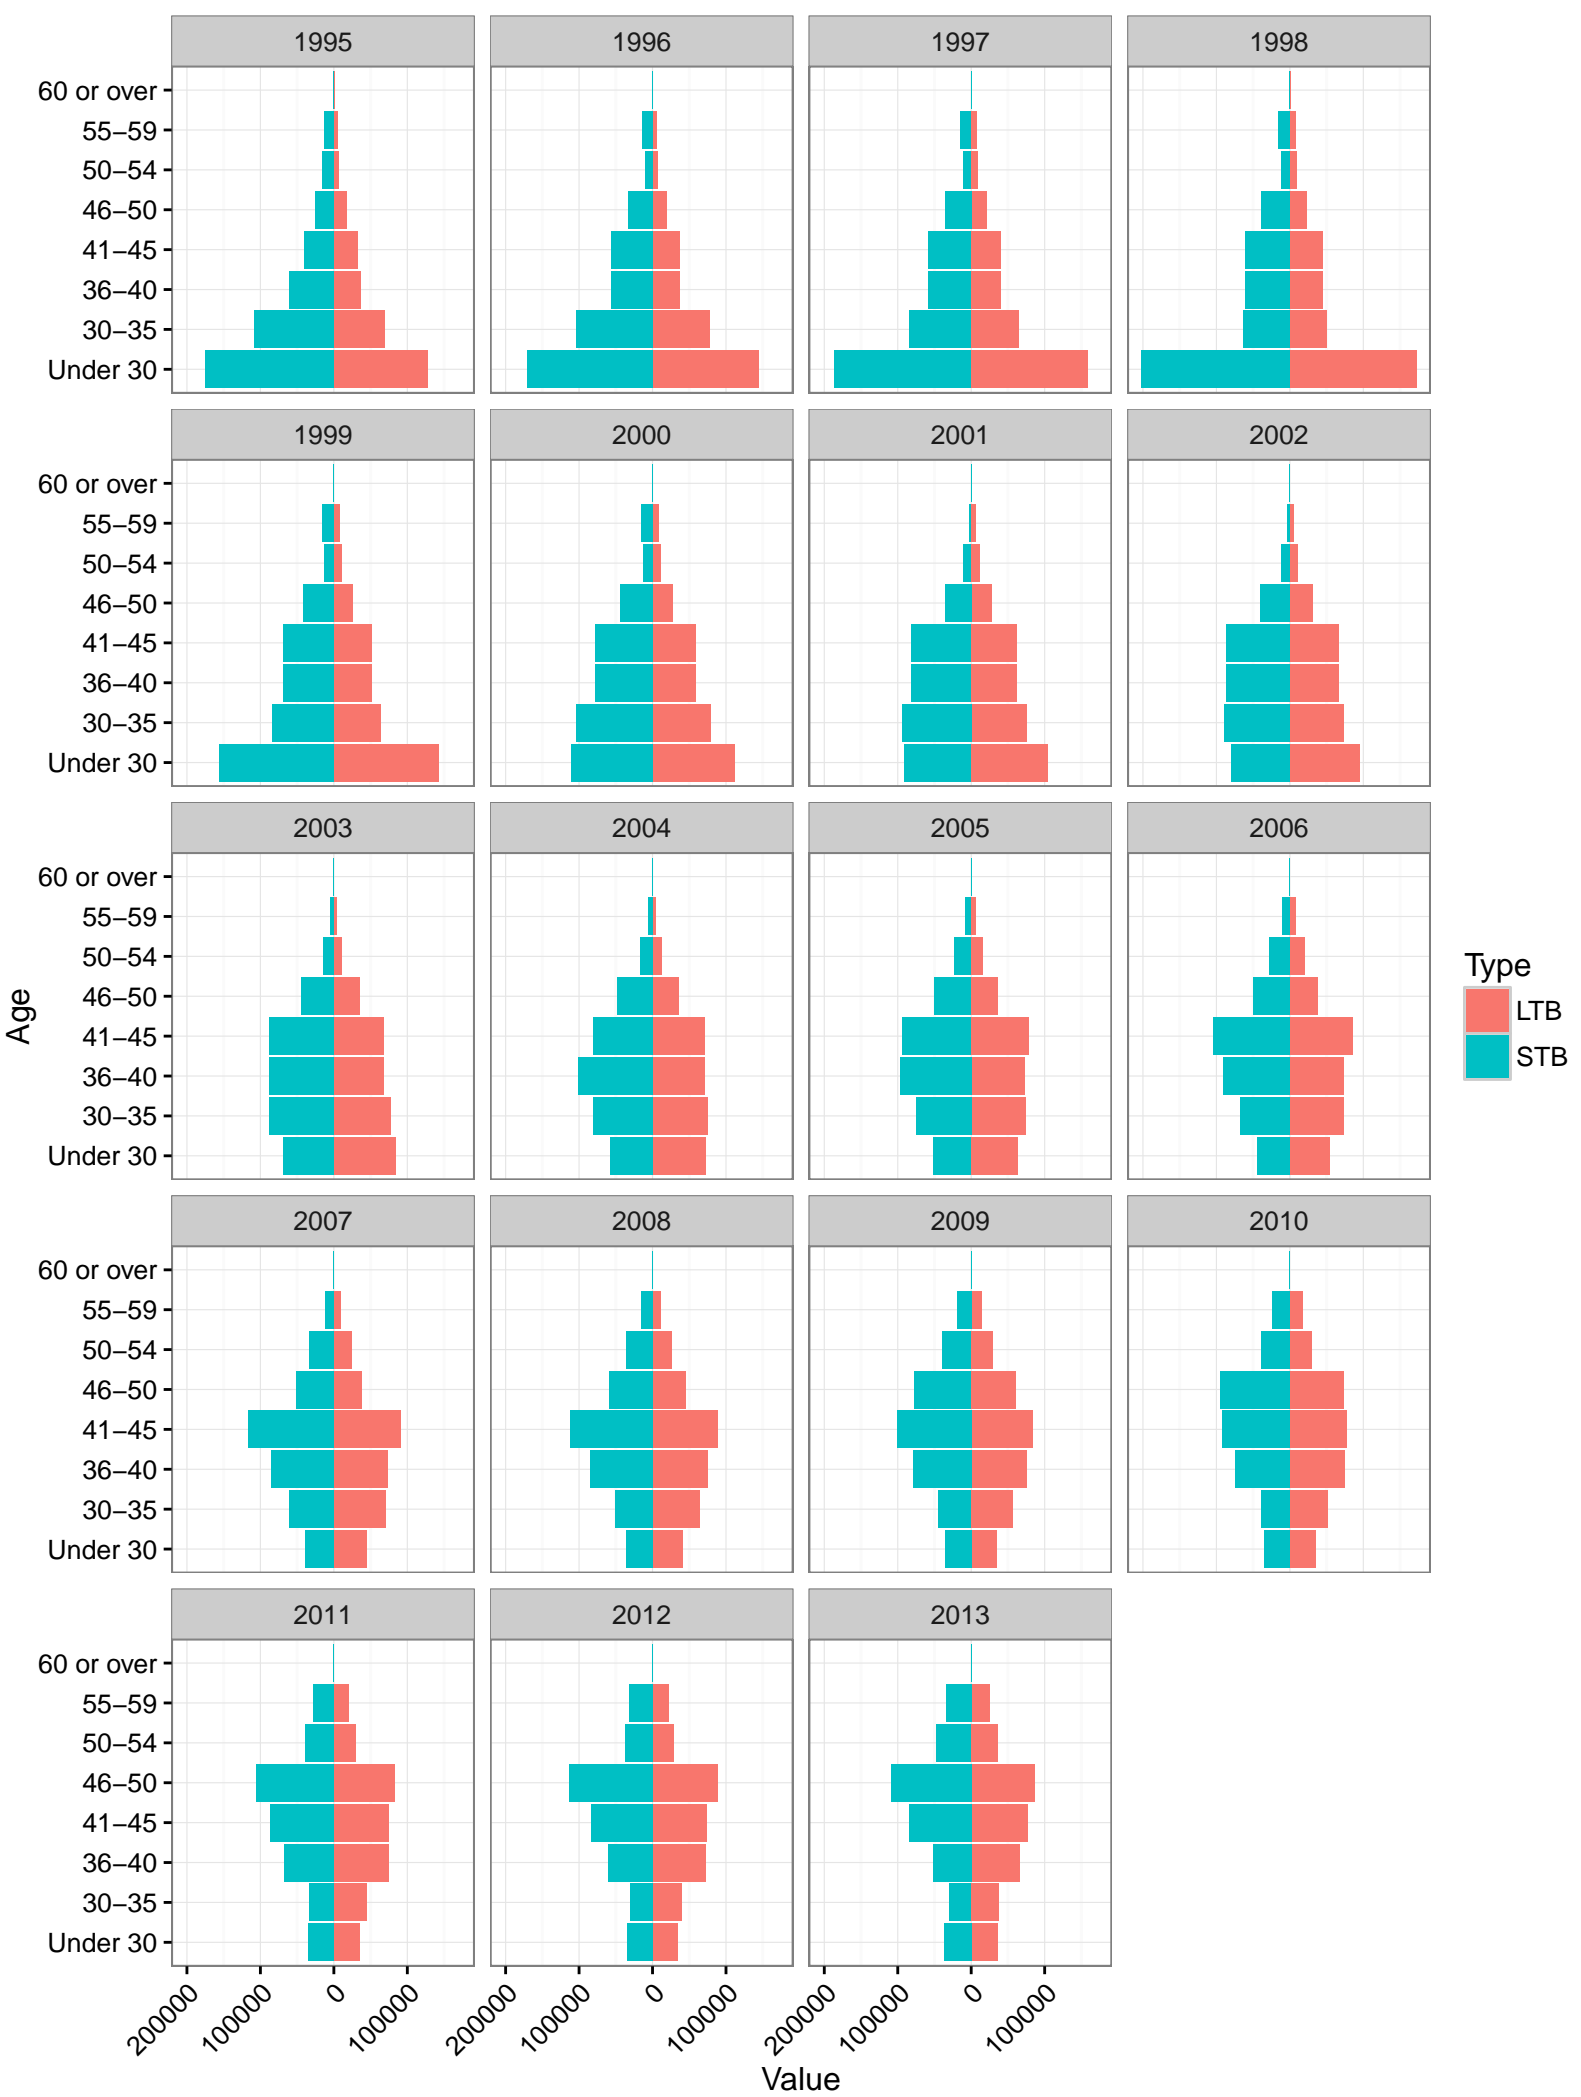 1995 1996 1997 1998
60 or over
55−59
50−54
46−50
41−45
36−40
30−35
Under 30
1999 2000 2001 2002
60 or over
55−59
50−54
46−50
41−45
36−40
30−35
Under 30
2003 2004 2005 2006
60 or over
55−59
50−54
46−50
41−45
36−40
30−35
Under 30
2007 2008 2009 2010
60 or over
55−59
50−54
46−50
41−45
36−40
30−35
Under 30
2011 2012 2013
60 or over
55−59
50−54
46−50
41−45
36−40
30−35
Under 30
200000 100000 0 100000 200000 100000 0 100000 200000 100000 0 100000
Value
Age
Type
LTB
STB